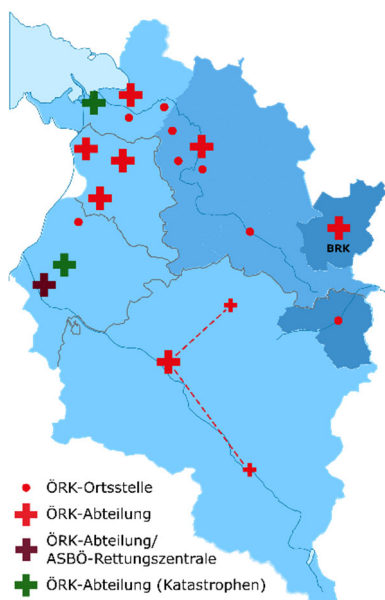 BRK
ÖRK-Ortsstelle
ÖRK-Abteilung
ÖRK-Abteilung/
ASBÖ-Rettungszentrale
ÖRK-Abteilung (Katastrophen)